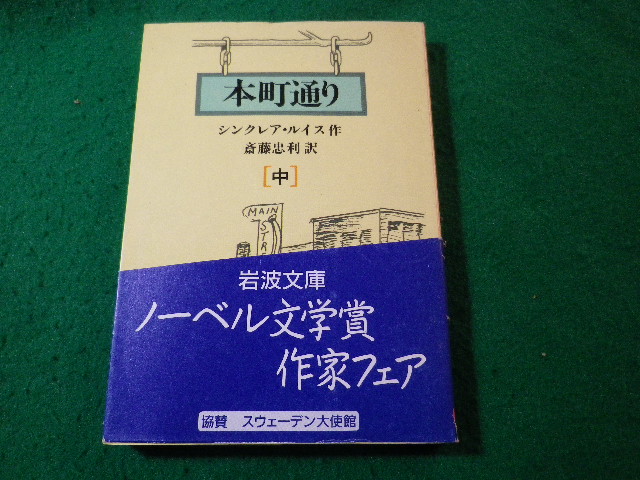 本町通り
シンクレア・ルイス作
斎藤忠利訳
[中]
MAIN
STR
岩波文庫
ノーベル文学賞
作家フェア
協賛 スウェーデン大使館